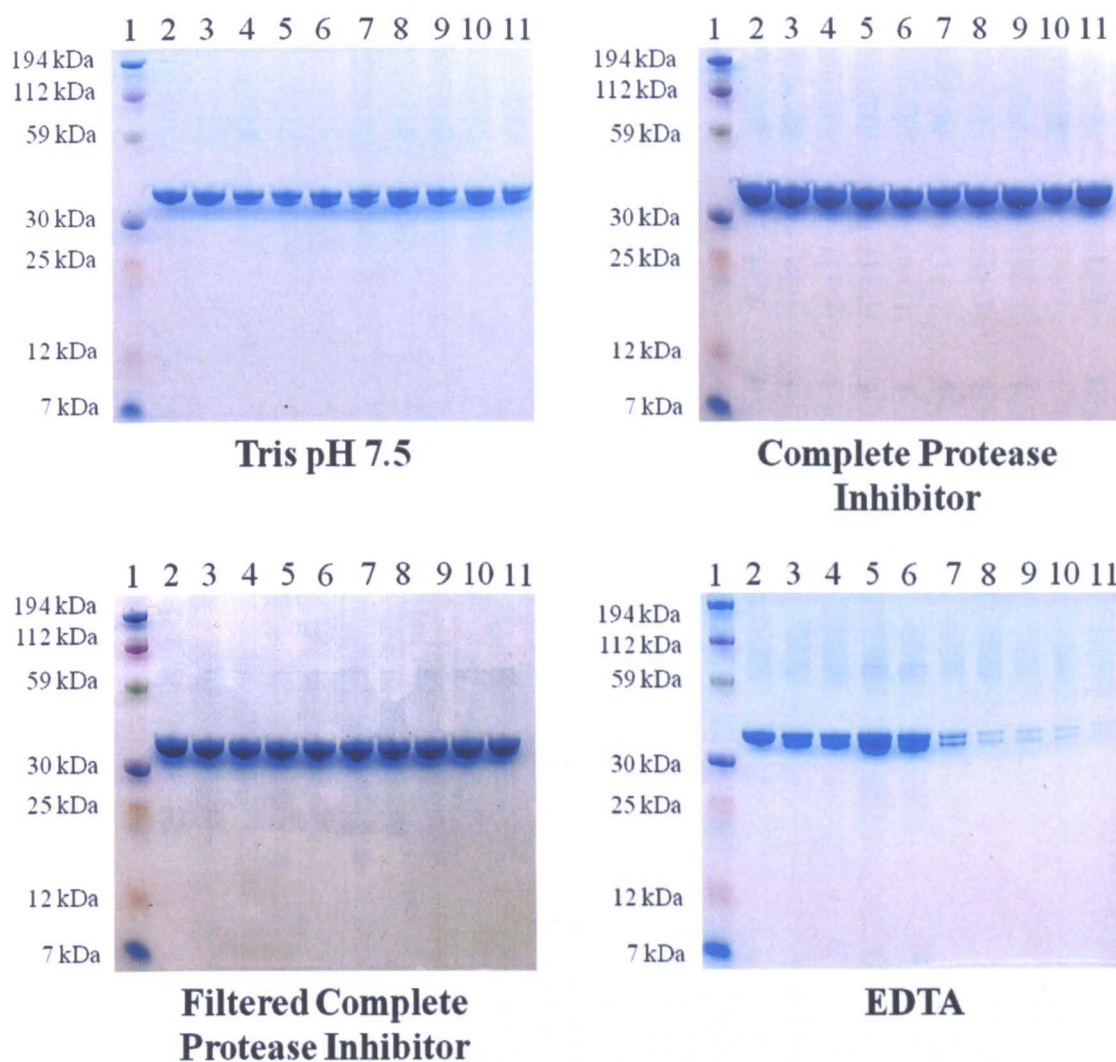 1 2 3 4 5 6 7 8 9 10 11
194 kDa
112 kDa
59 kDa
30 kDa
25 kDa
12 kDa
7 kDa
Tris pH 7.5
1 2 3 4 5 6 7 8 9 10 11
194 kDa
112 kDa
59 kDa
30 kDa
25 kDa
12 kDa
7 kDa
Complete Protease
Inhibitor
1 2 3 4 5 6 7 8 9 10 11
194 kDa
112 kDa
59 kDa
30 kDa
25 kDa
12 kDa
7 kDa
Filtered Complete
Protease Inhibitor
1 2 3 4 5 6 7 8 9 10 11
194 kDa
112 kDa
59 kDa
30 kDa
25 kDa
12 kDa
7 kDa
EDTA